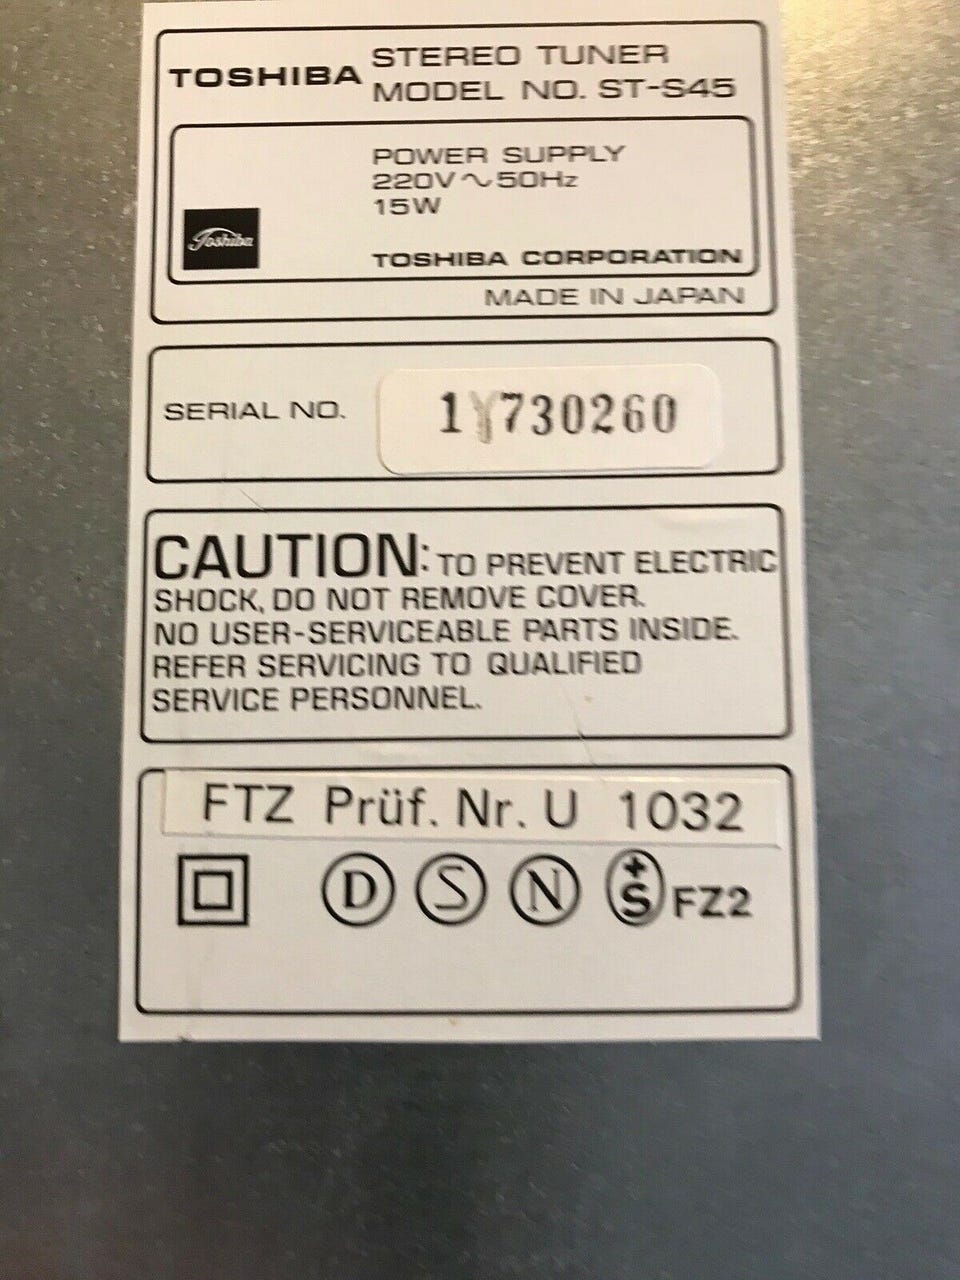 TOSHIBA
STEREO TUNER
MODEL NO. ST-S45
POWER SUPPLY
220V ~ 50Hz
15W
Toshiba
TOSHIBA CORPORATION
MADE IN JAPAN
SERIAL NO. 1Y730260
CAUTION: TO PREVENT ELECTRIC
SHOCK, DO NOT REMOVE COVER.
NO USER-SERVICEABLE PARTS INSIDE.
REFER SERVICING TO QUALIFIED
SERVICE PERSONNEL.
FTZ Prüf. Nr. U 1032
D S N +S FZ2